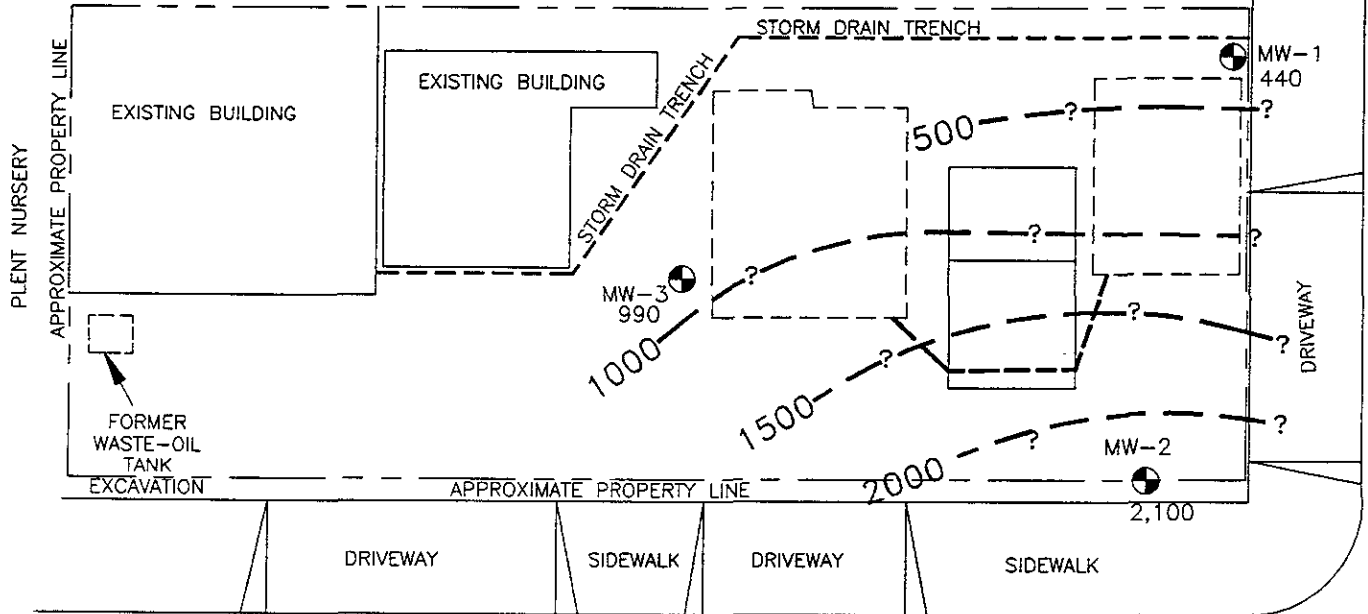 STORM DRAIN TRENCH
MW-1
440
EXISTING BUILDING
EXISTING BUILDING
PLENT NURSERY
APPROXIMATE PROPERTY LINE
STORM DRAIN TRENCH
500
?
?
MW-3
990
1000
?
?
?
1500
?
?
?
DRIVEWAY
FORMER
WASTE-OIL
TANK
EXCAVATION
2000
?
?
MW-2
2,100
APPROXIMATE PROPERTY LINE
DRIVEWAY
SIDEWALK
DRIVEWAY
SIDEWALK